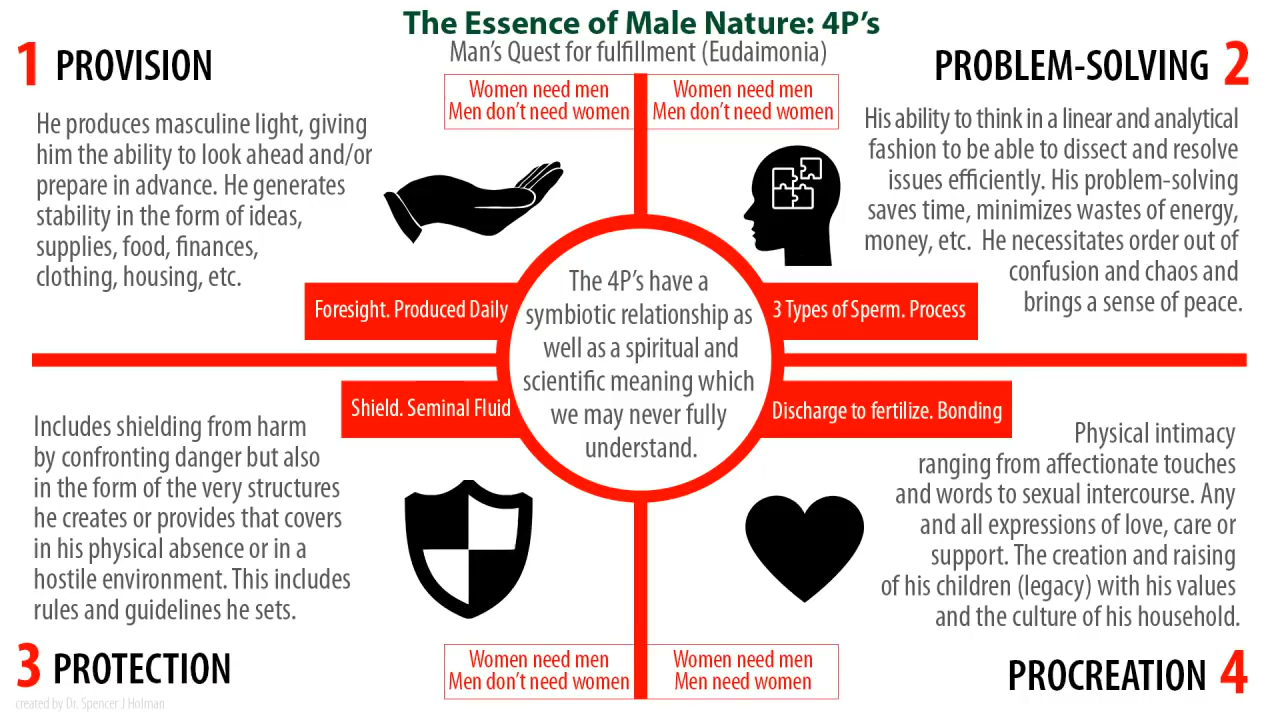 The Essence of Male Nature: 4P's
Man's Quest for fulfillment (Eudaimonia)
1 PROVISION
He produces masculine light, giving
him the ability to look ahead and/or
prepare in advance. He generates
stability in the form of ideas,
supplies, food, finances,
clothing, housing, etc.
Women need men
Men don't need women
Foresight. Produced Daily
PROBLEM-SOLVING 2
Women need men
Men don't need women
His ability to think in a linear and analytical
fashion to be able to dissect and resolve
issues efficiently. His problem-solving
saves time, minimizes wastes of energy,
money, etc. He necessitates order out of
confusion and chaos and
brings a sense of peace.
3 Types of Sperm. Process
The 4P's have a
symbiotic relationship as
well as a spiritual and
scientific meaning which
we may never fully
understand.
Shield. Seminal Fluid
Includes shielding from harm
by confronting danger but also
in the form of the very structures
he creates or provides that covers
in his physical absence or in a
hostile environment. This includes
rules and guidelines he sets.
3 PROTECTION
Women need men
Men don't need women
created by Dr. Spencer J Holman
Discharge to fertilize. Bonding
Physical intimacy
ranging from affectionate touches
and words to sexual intercourse. Any
and all expressions of love, care or
support. The creation and raising
of his children (legacy) with his values
and the culture of his household.
Women need men
Men need women
PROCREATION 4